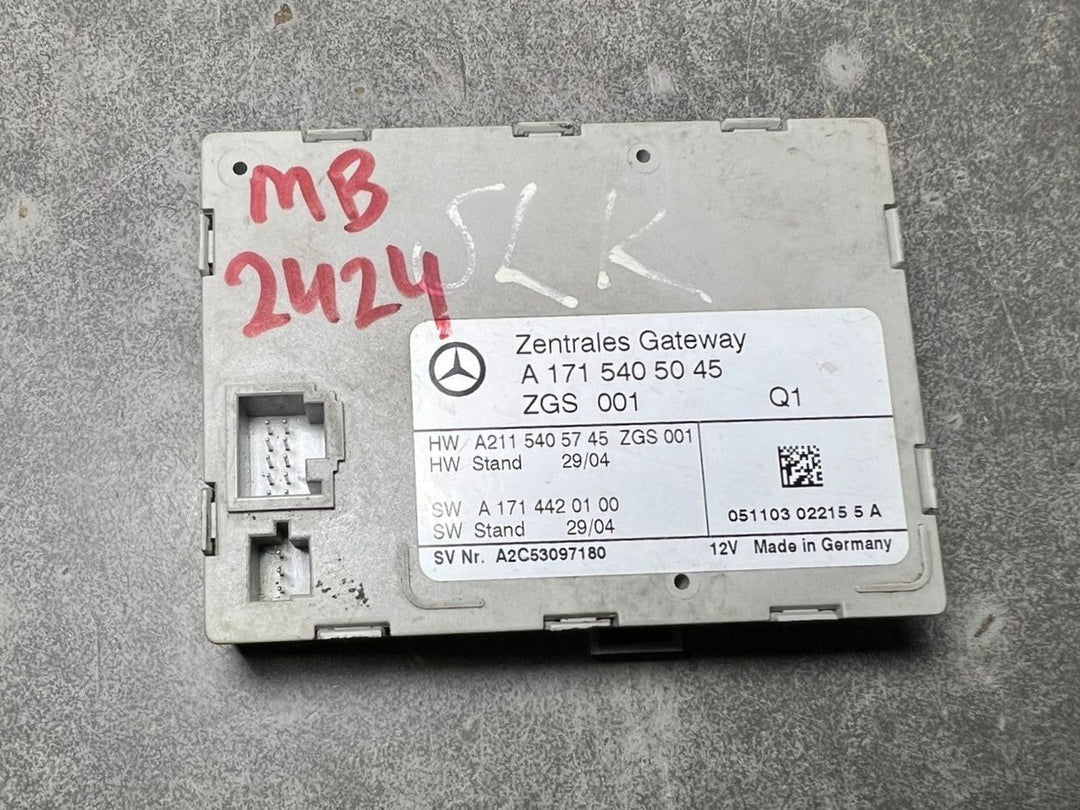 MB
2424
SLK
Zentrales Gateway
A 171 540 50 45
ZGS 001 Q1
HW A211 540 57 45 ZGS 001
HW Stand 29/04
SW A 171 442 01 00
SW Stand 29/04
051103 02215 5 A
SV Nr. A2C53097180
12V Made in Germany